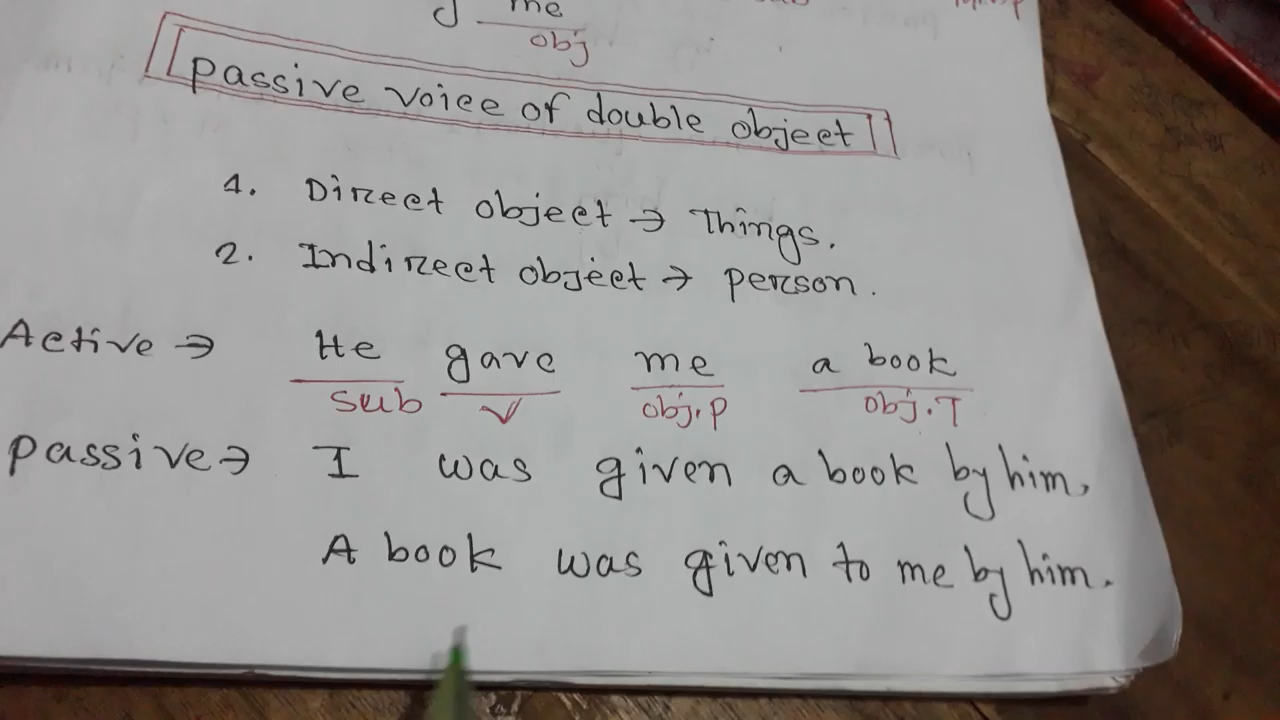 me
obj
Passive voice of double object
1. Direct object → Things.
2. Indirect object → person.
Active → He gave me a book
sub V obj.P obj.T
Passive → I was given a book by him.
A book was given to me by him.